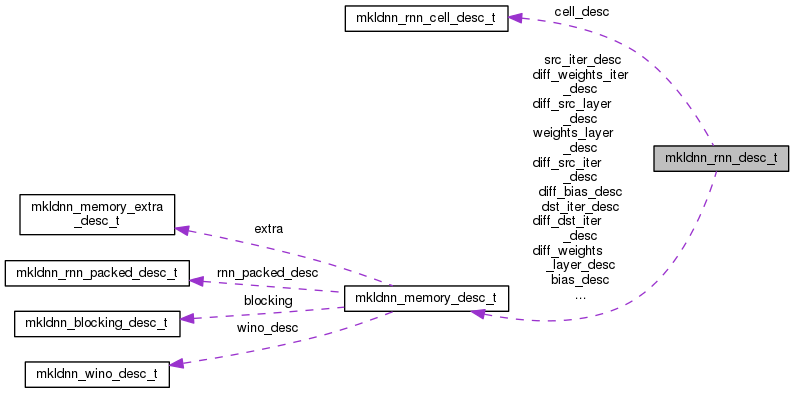 mkldnn_rnn_cell_desc_t
cell_desc
src_iter_desc
diff_weights_iter
_desc
diff_src_layer
_desc
weights_layer
_desc
diff_src_iter
_desc
diff_bias_desc
dst_iter_desc
diff_dst_iter
_desc
diff_weights
_layer_desc
bias_desc
...
mkldnn_rnn_desc_t
mkldnn_memory_extra
_desc_t
extra
mkldnn_rnn_packed_desc_t
rnn_packed_desc
mkldnn_memory_desc_t
blocking
mkldnn_blocking_desc_t
wino_desc
mkldnn_wino_desc_t